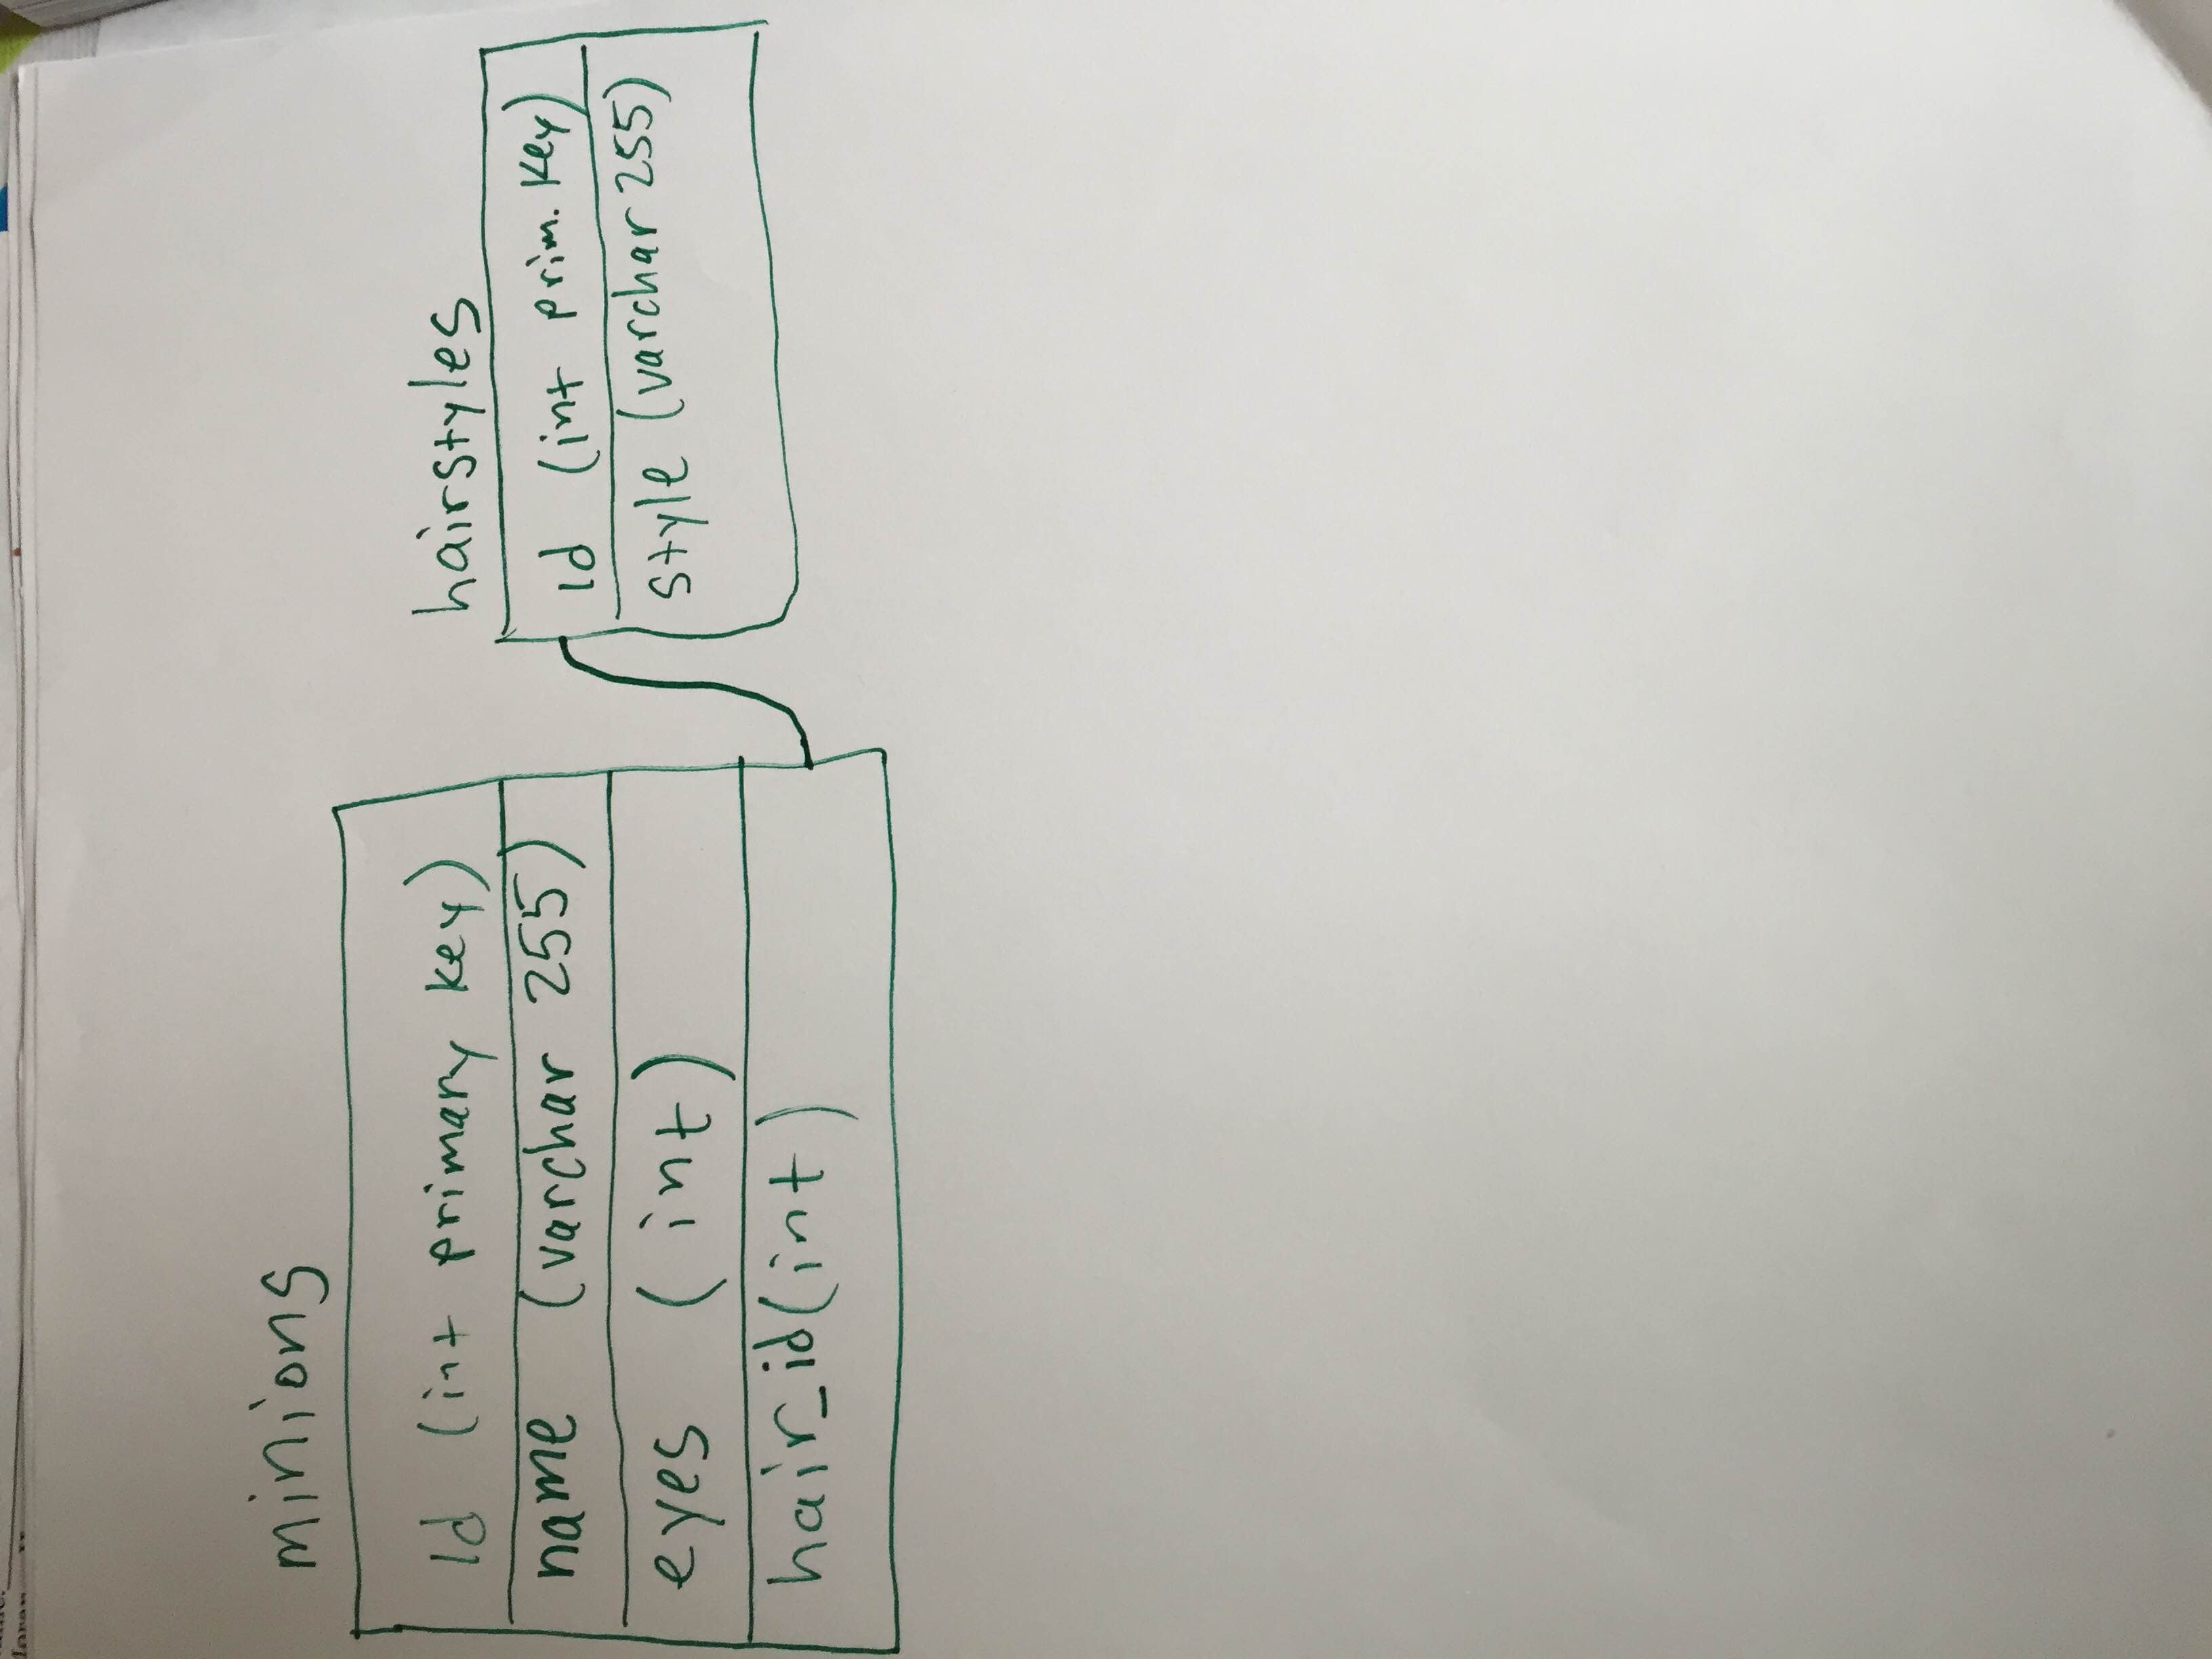 minions
id (int primary key)
name (varchar 255)
eyes (int)
hair_id (int)
hairstyles
id (int prim. key)
style (varchar 255)